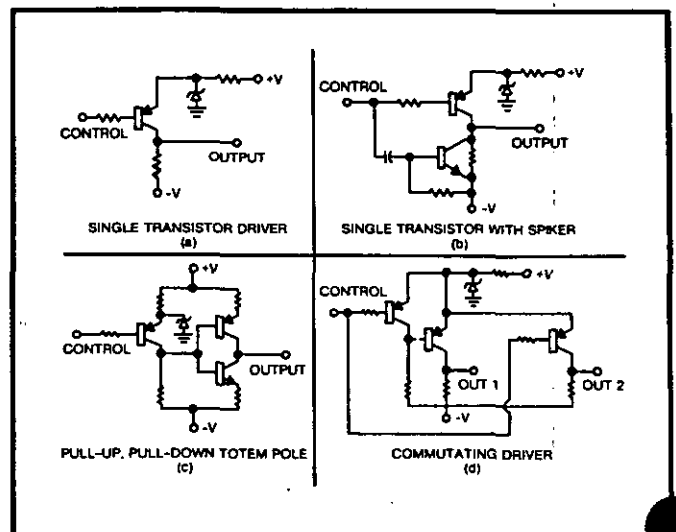 +V
CONTROL
OUTPUT
-V
SINGLE TRANSISTOR DRIVER
(a)
+V
CONTROL
OUTPUT
-V
SINGLE TRANSISTOR WITH SPIKER
(b)
+V
CONTROL
OUTPUT
-V
PULL-UP, PULL-DOWN TOTEM POLE
(c)
+V
CONTROL
OUT 1
OUT 2
-V
COMMUTATING DRIVER
(d)